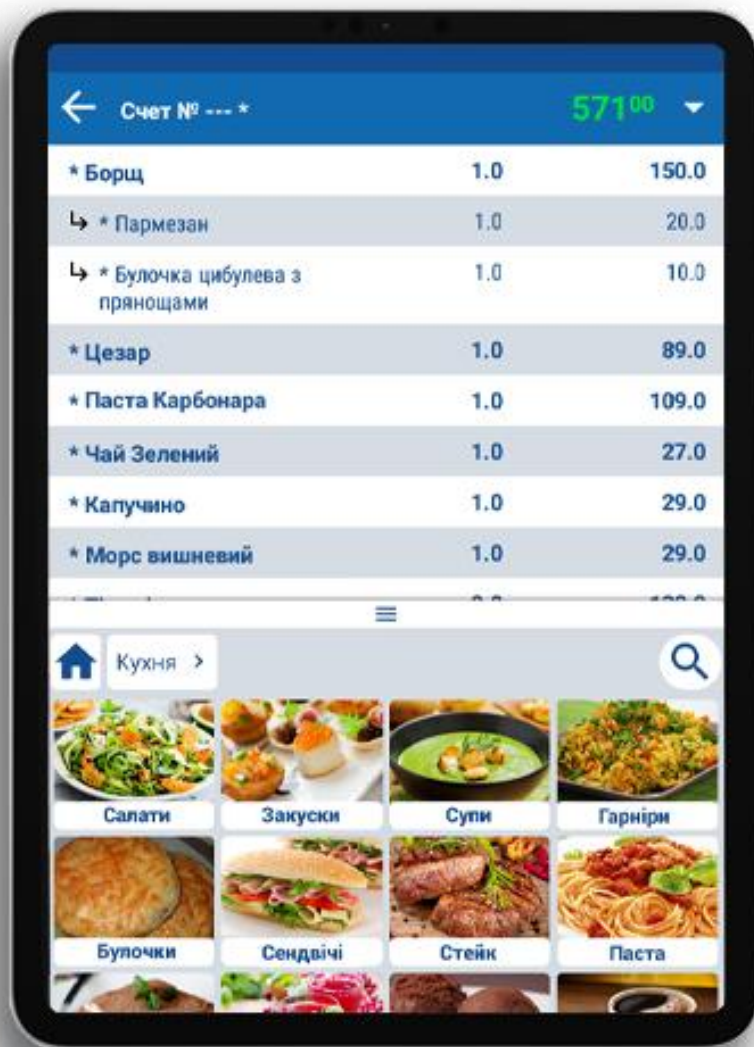 Счет № --- * 571⁰⁰
* Борщ 1.0 150.0
↳ * Пармезан 1.0 20.0
↳ * Булочка цибулева з 1.0 10.0
прянощами
* Цезар 1.0 89.0
* Паста Карбонара 1.0 109.0
* Чай Зелений 1.0 27.0
* Капучино 1.0 29.0
* Морс вишневий 1.0 29.0
Кухня >
Салати Закуски Супи Гарніри
Булочки Сендвічі Стейк Паста